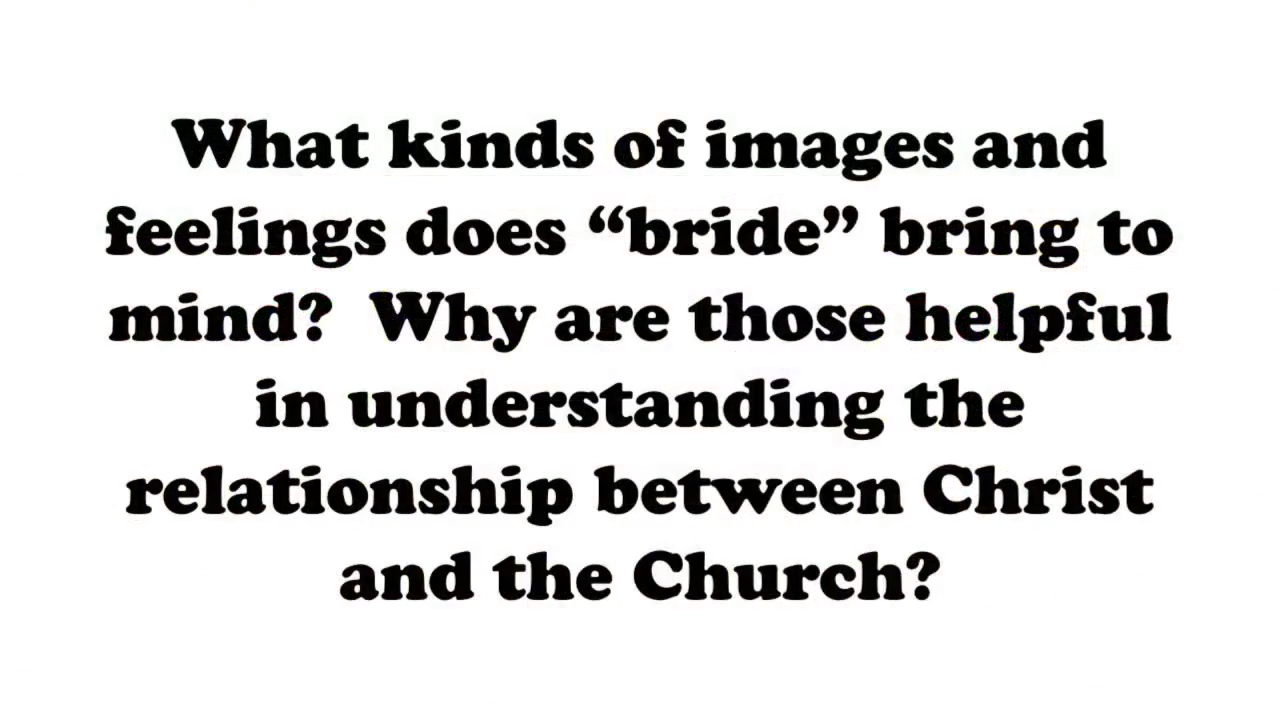 What kinds of images and
feelings does “bride” bring to
mind?  Why are those helpful
in understanding the
relationship between Christ
and the Church?